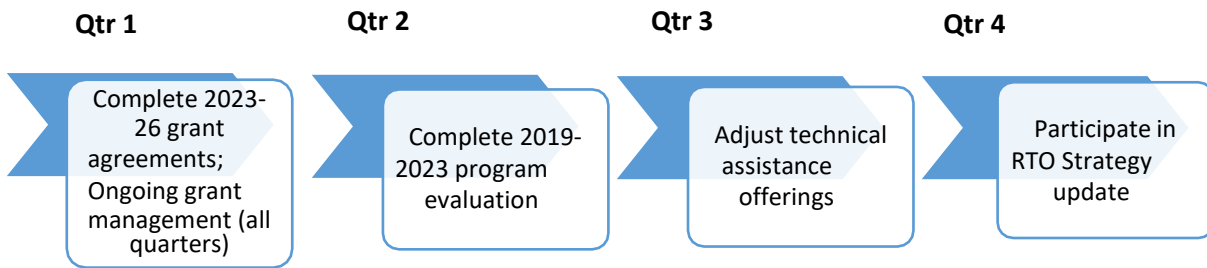 Qtr 1
Qtr 2
Qtr 3
Qtr 4
Complete 2023-
26 grant
agreements;
Ongoing grant
management (all
quarters)
Complete 2019-
2023 program
evaluation
Adjust technical
assistance
offerings
Participate in
RTO Strategy
update